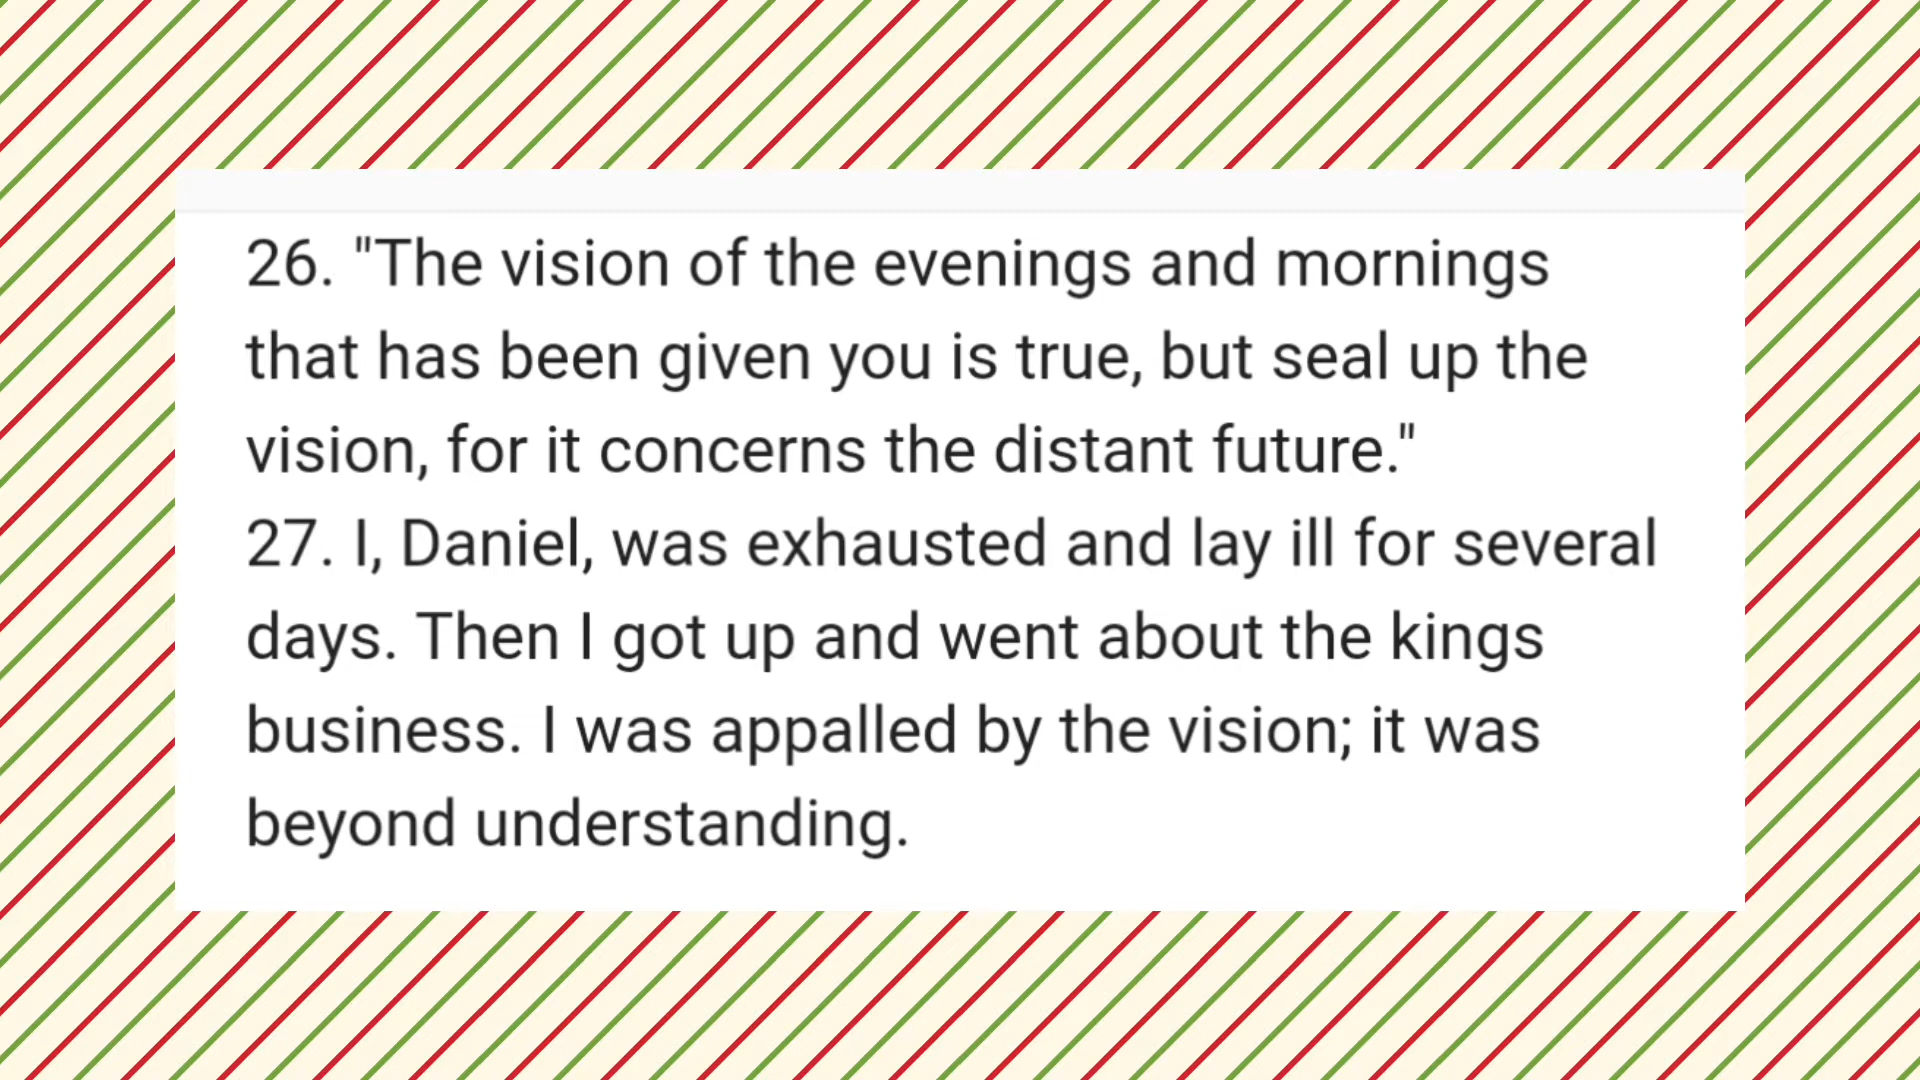 26. "The vision of the evenings and mornings
that has been given you is true, but seal up the
vision, for it concerns the distant future."
27. I, Daniel, was exhausted and lay ill for several
days. Then I got up and went about the kings
business. I was appalled by the vision; it was
beyond understanding.